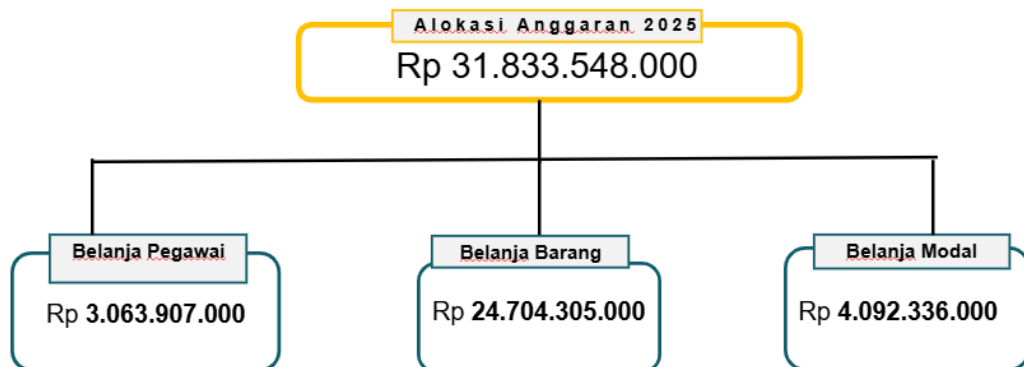 Alokasi Anggaran 2025
Rp 31.833.548.000
Belanja Pegawai
Rp 3.063.907.000
Belanja Barang
Rp 24.704.305.000
Belanja Modal
Rp 4.092.336.000